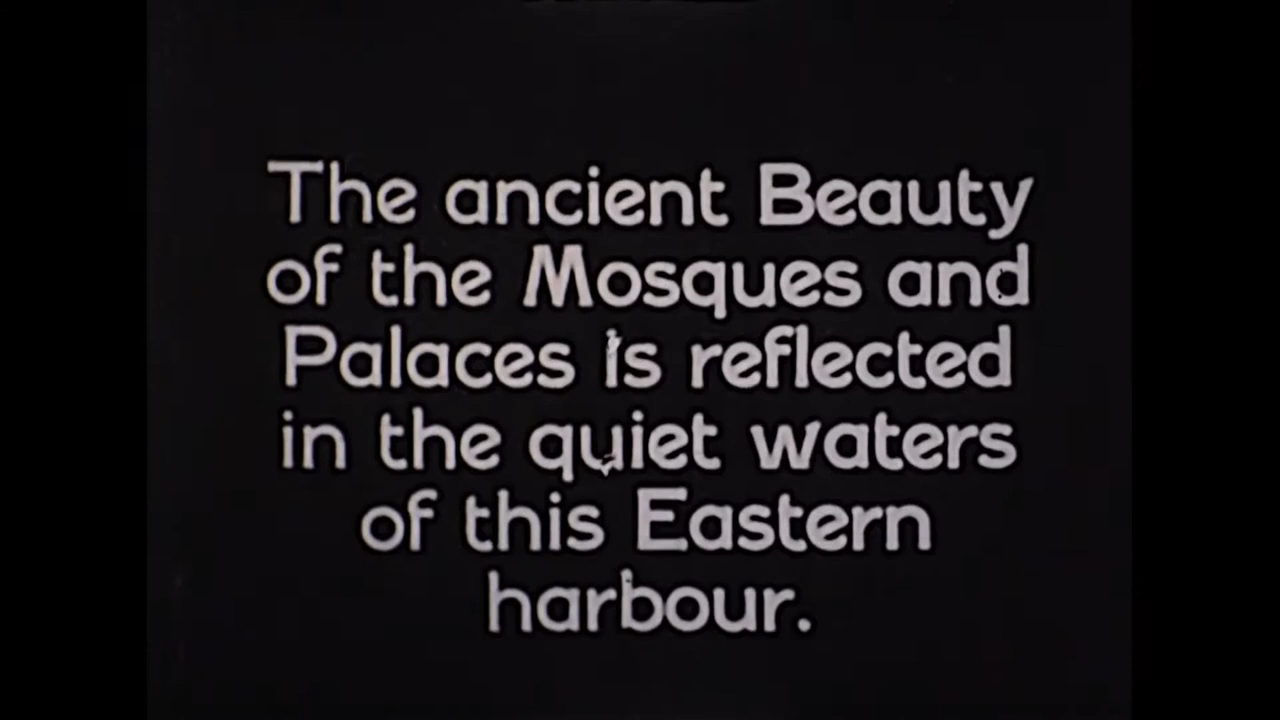 The ancient Beauty
of the Mosques and
Palaces is reflected
in the quiet waters
of this Eastern
harbour.